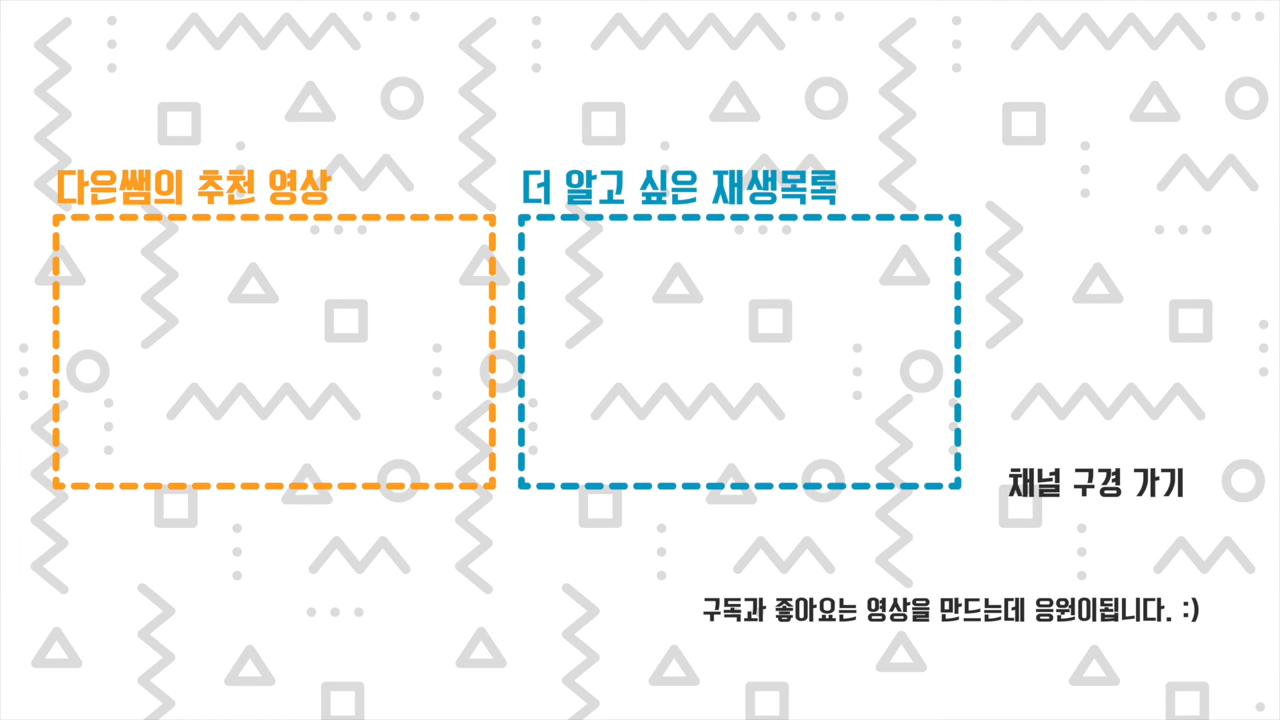 다은쌤의 추천 영상
더 알고 싶은 재생목록
채널 구경 가기
구독과 좋아요는 영상을 만드는데 응원이됩니다. :)